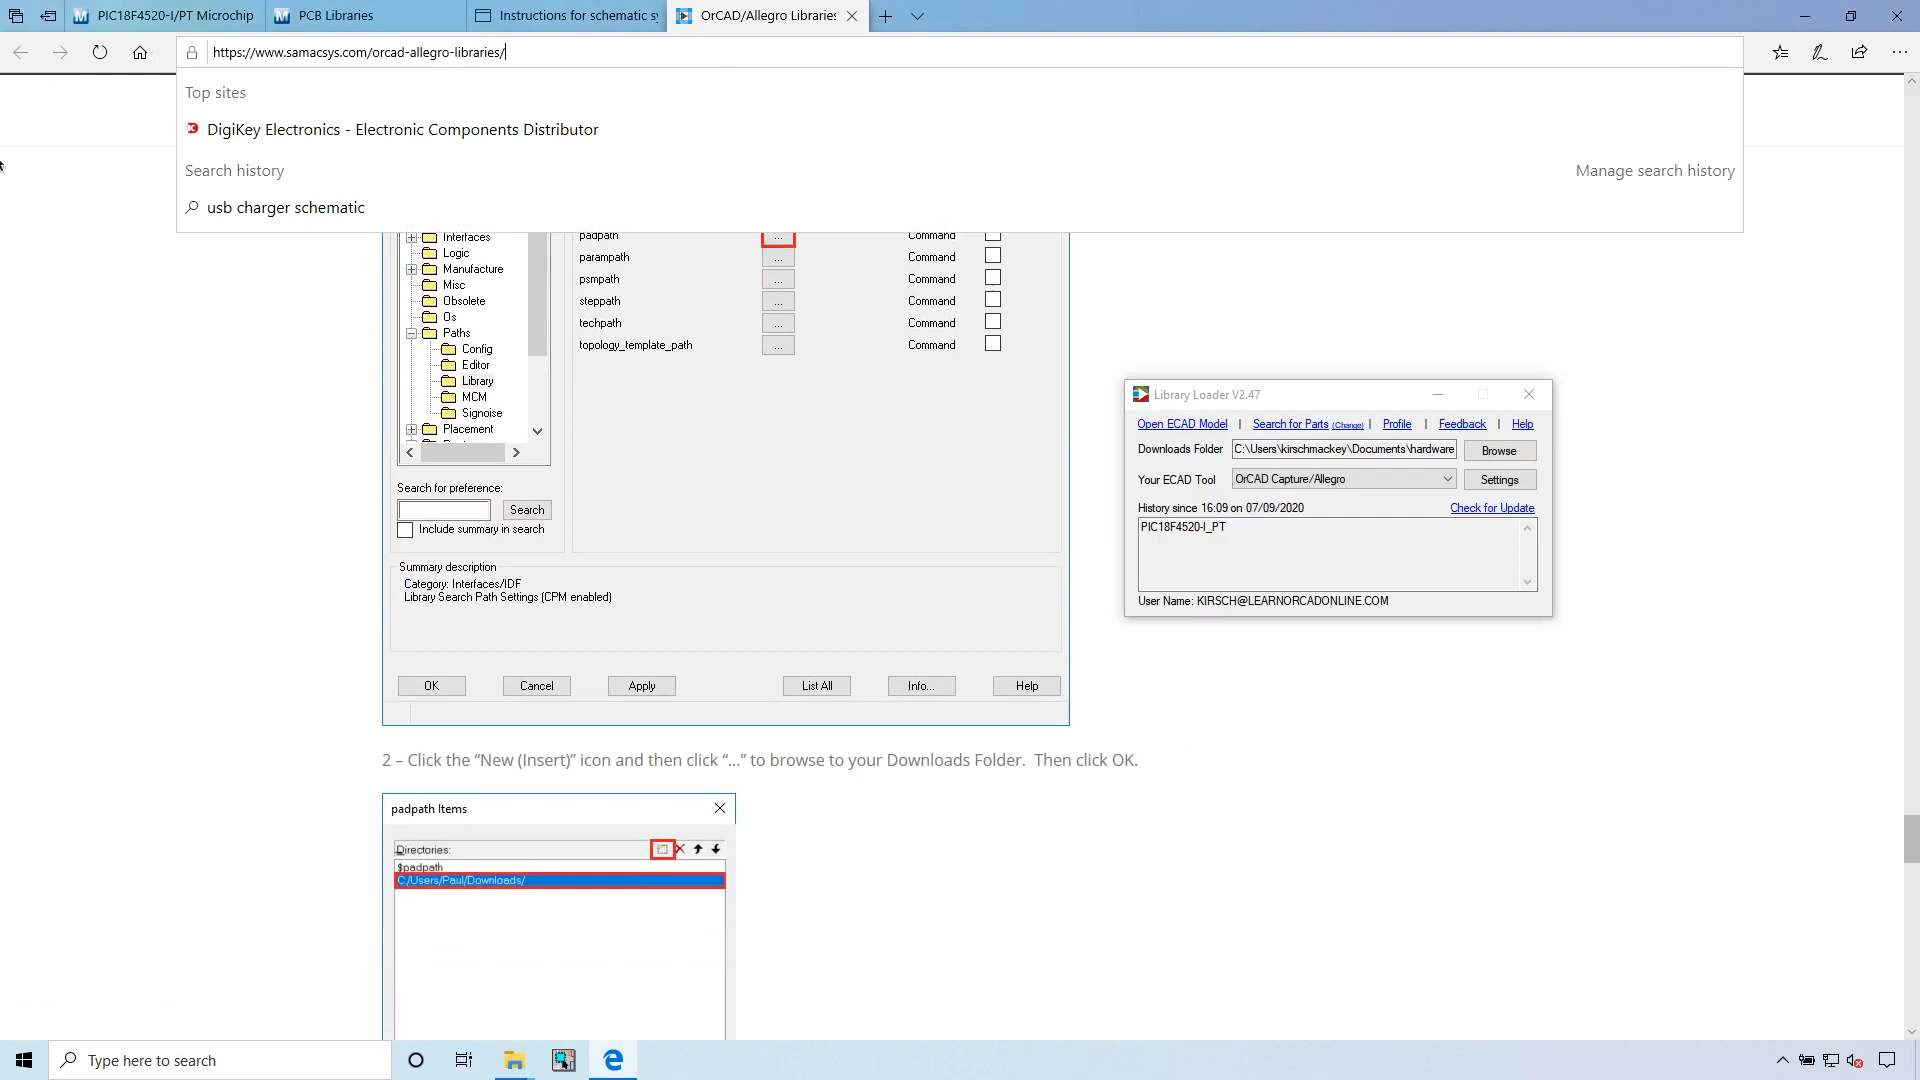 PIC18F4520-I/PT Microchip
PCB Libraries
Instructions for schematic sy
OrCAD/Allegro Libraries
https://www.samacsys.com/orcad-allegro-libraries/
Top sites
DigiKey Electronics - Electronic Components Distributor
Search history
Manage search history
usb charger schematic
Interfaces
Logic
Manufacture
Misc
Obsolete
Os
Paths
Config
Editor
Library
MCM
Signoise
Placement
padpath ... Command
parampath ... Command
psmpath ... Command
steppath ... Command
techpath ... Command
topology_template_path ... Command
Search for preference:
Search
Include summary in search
Summary description
Category: Interfaces/IDF
Library Search Path Settings (CPM enabled)
OK Cancel Apply List All Info... Help
Library Loader V2.47
Open ECAD Model | Search for Parts (Change) | Profile | Feedback | Help
Downloads Folder C:\Users\kirschmackey\Documents\hardware Browse
Your ECAD Tool OrCAD Capture/Allegro Settings
History since 16:09 on 07/09/2020 Check for Update
PIC18F4520-I_PT
User Name: KIRSCH@LEARNORCADONLINE.COM
2 – Click the “New (Insert)” icon and then click “…” to browse to your Downloads Folder.  Then click OK.
padpath Items
Directories:
$padpath
C:/Users/Paul/Downloads/
Type here to search